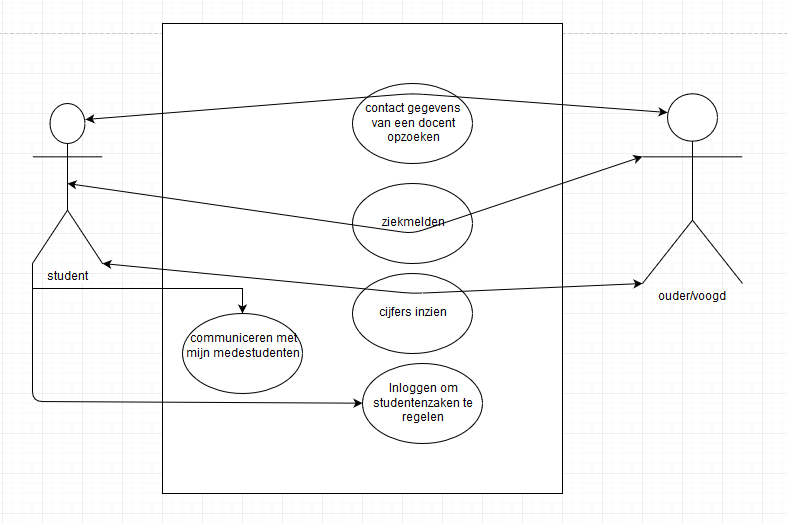 contact gegevens
van een docent
opzoeken
ziekmelden
student
ouder/voogd
cijfers inzien
communiceren met
mijn medestudenten
Inloggen om
studentenzaken te
regelen